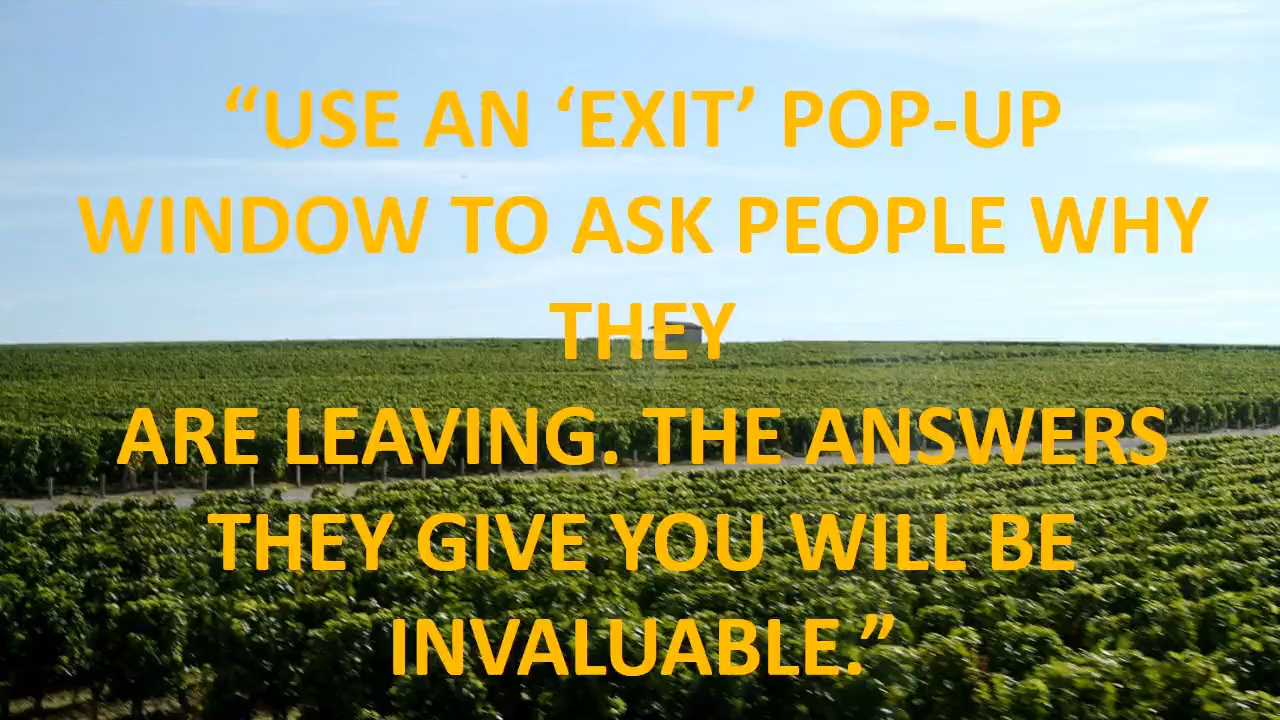 “USE AN ‘EXIT’ POP-UP
WINDOW TO ASK PEOPLE WHY
THEY
ARE LEAVING. THE ANSWERS
THEY GIVE YOU WILL BE
INVALUABLE.”